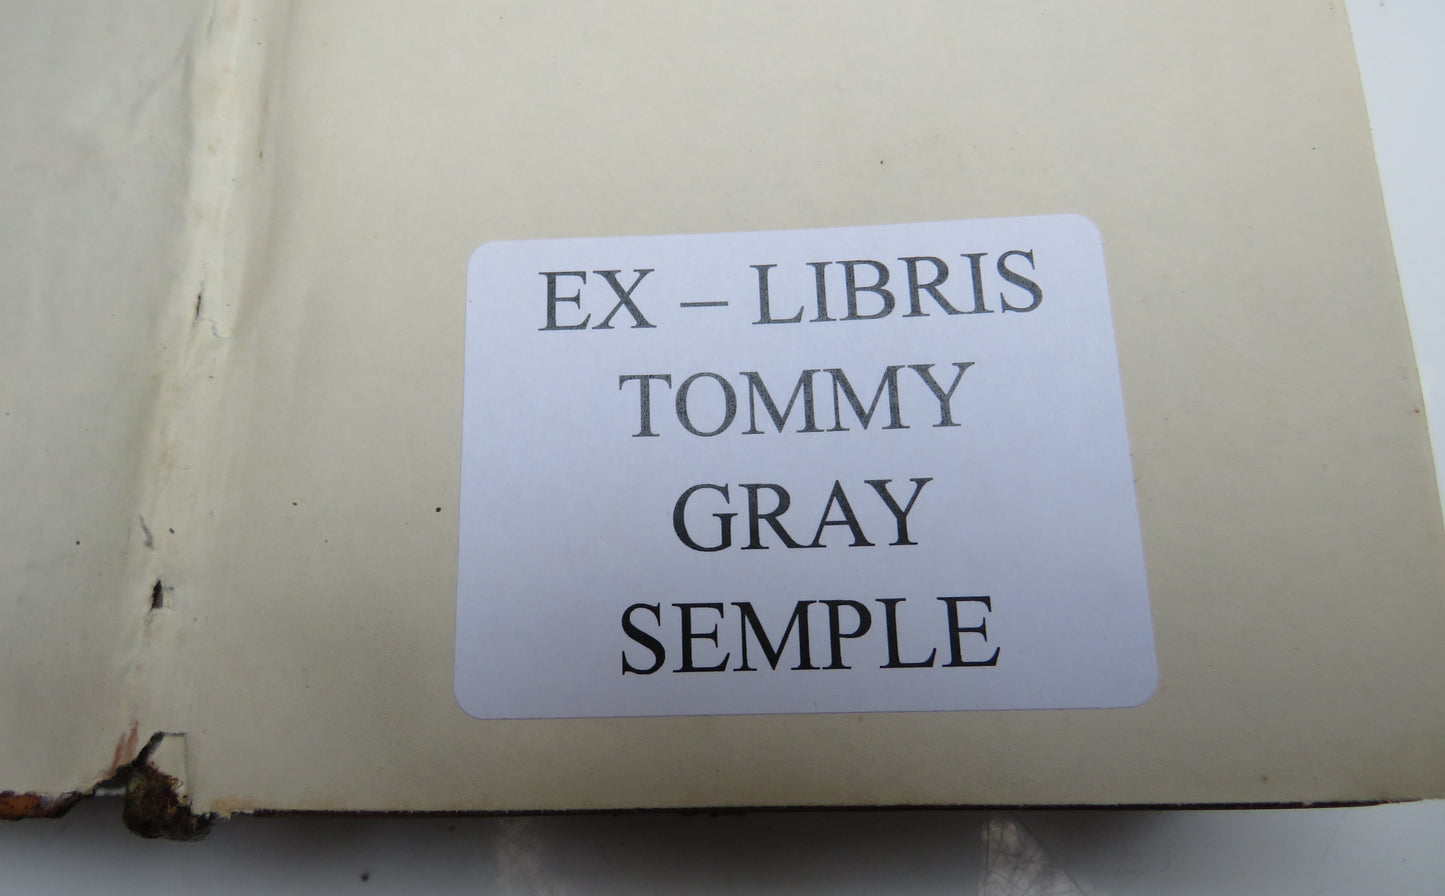 EX – LIBRIS
TOMMY
GRAY
SEMPLE